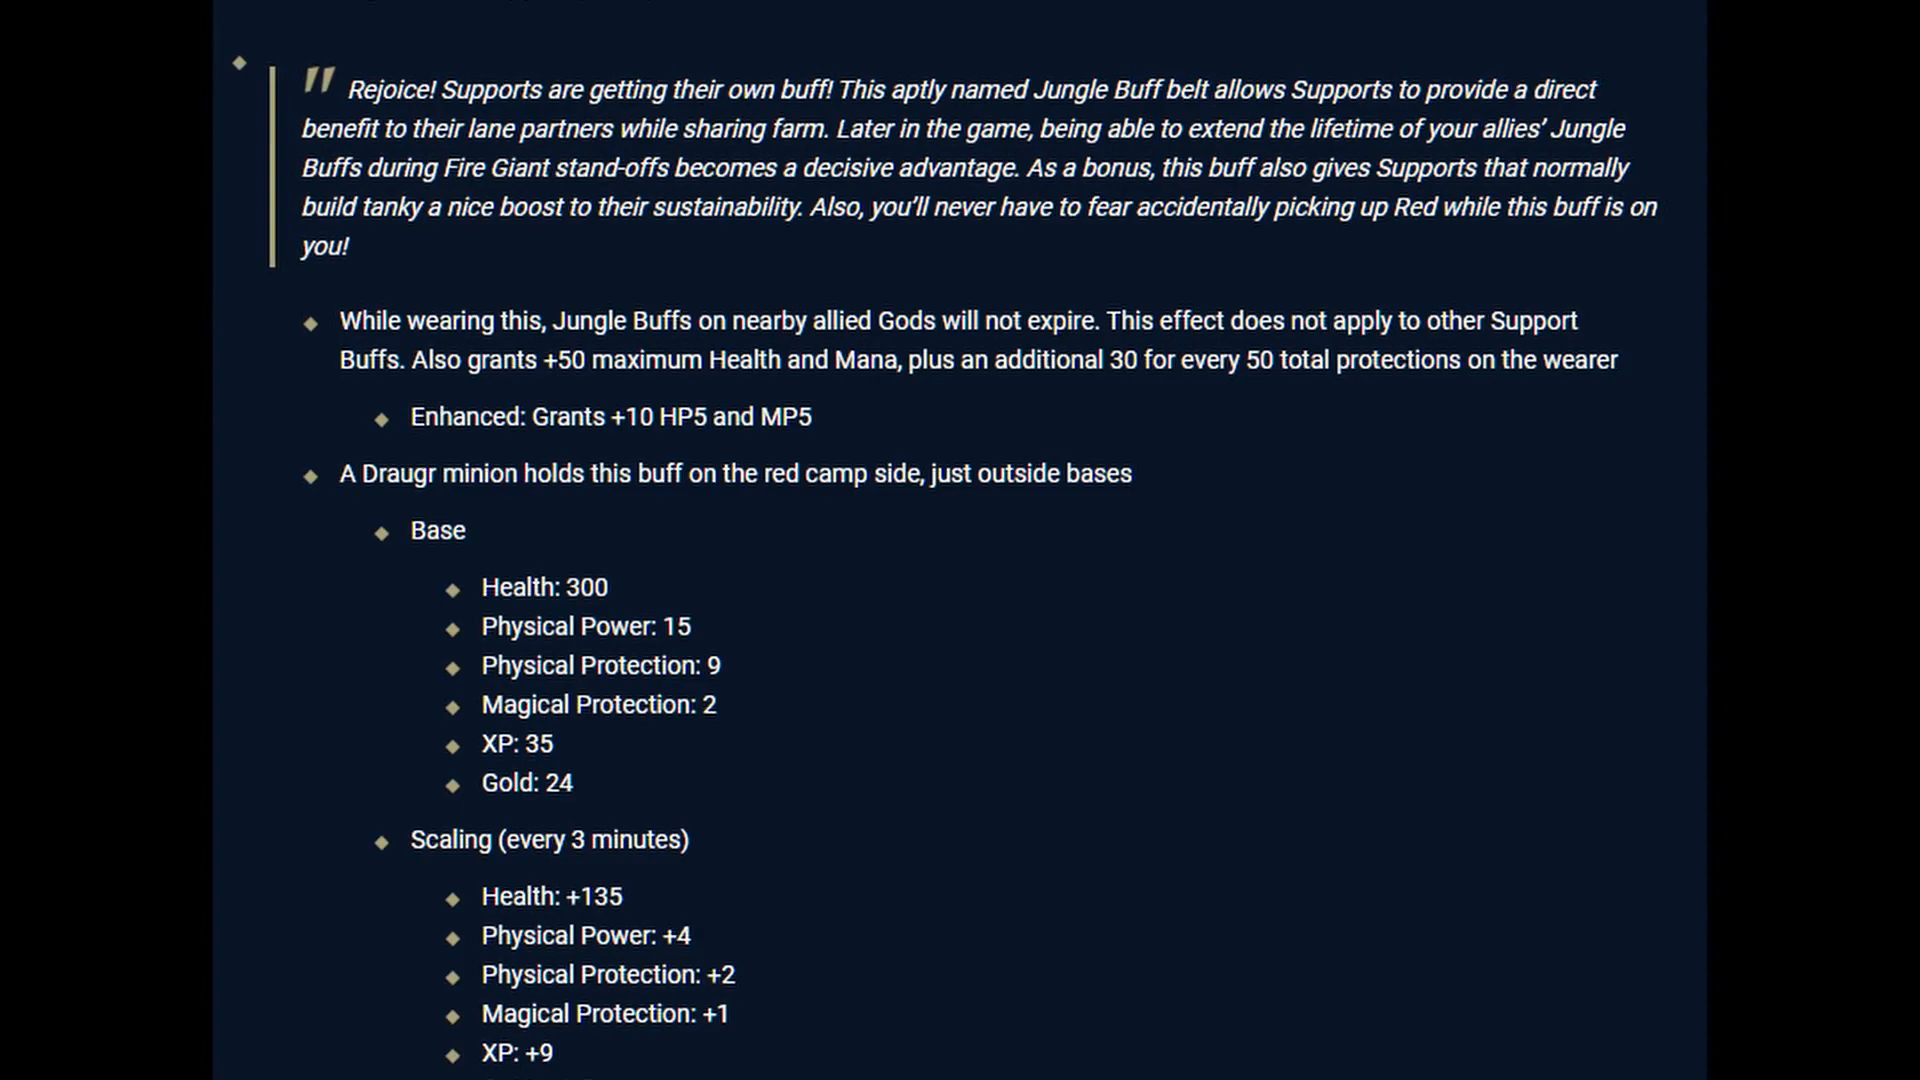 Rejoice! Supports are getting their own buff! This aptly named Jungle Buff belt allows Supports to provide a direct
benefit to their lane partners while sharing farm. Later in the game, being able to extend the lifetime of your allies’ Jungle
Buffs during Fire Giant stand-offs becomes a decisive advantage. As a bonus, this buff also gives Supports that normally
build tanky a nice boost to their sustainability. Also, you’ll never have to fear accidentally picking up Red while this buff is on
you!
While wearing this, Jungle Buffs on nearby allied Gods will not expire. This effect does not apply to other Support
Buffs. Also grants +50 maximum Health and Mana, plus an additional 30 for every 50 total protections on the wearer
Enhanced: Grants +10 HP5 and MP5
A Draugr minion holds this buff on the red camp side, just outside bases
Base
Health: 300
Physical Power: 15
Physical Protection: 9
Magical Protection: 2
XP: 35
Gold: 24
Scaling (every 3 minutes)
Health: +135
Physical Power: +4
Physical Protection: +2
Magical Protection: +1
XP: +9